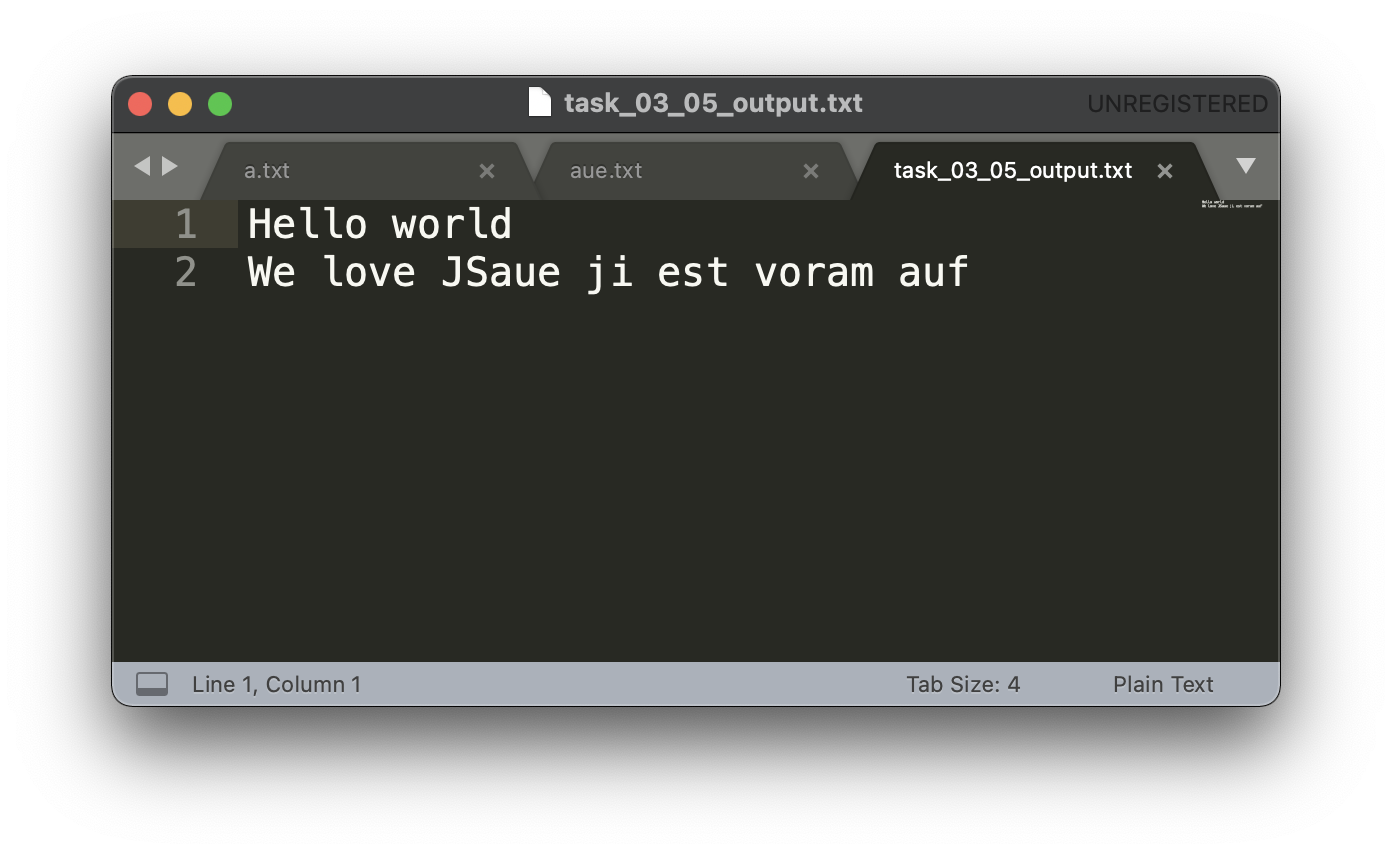 task_03_05_output.txt UNREGISTERED
a.txt aue.txt task_03_05_output.txt
1 Hello world
2 We love JSaue ji est voram auf
Line 1, Column 1 Tab Size: 4 Plain Text